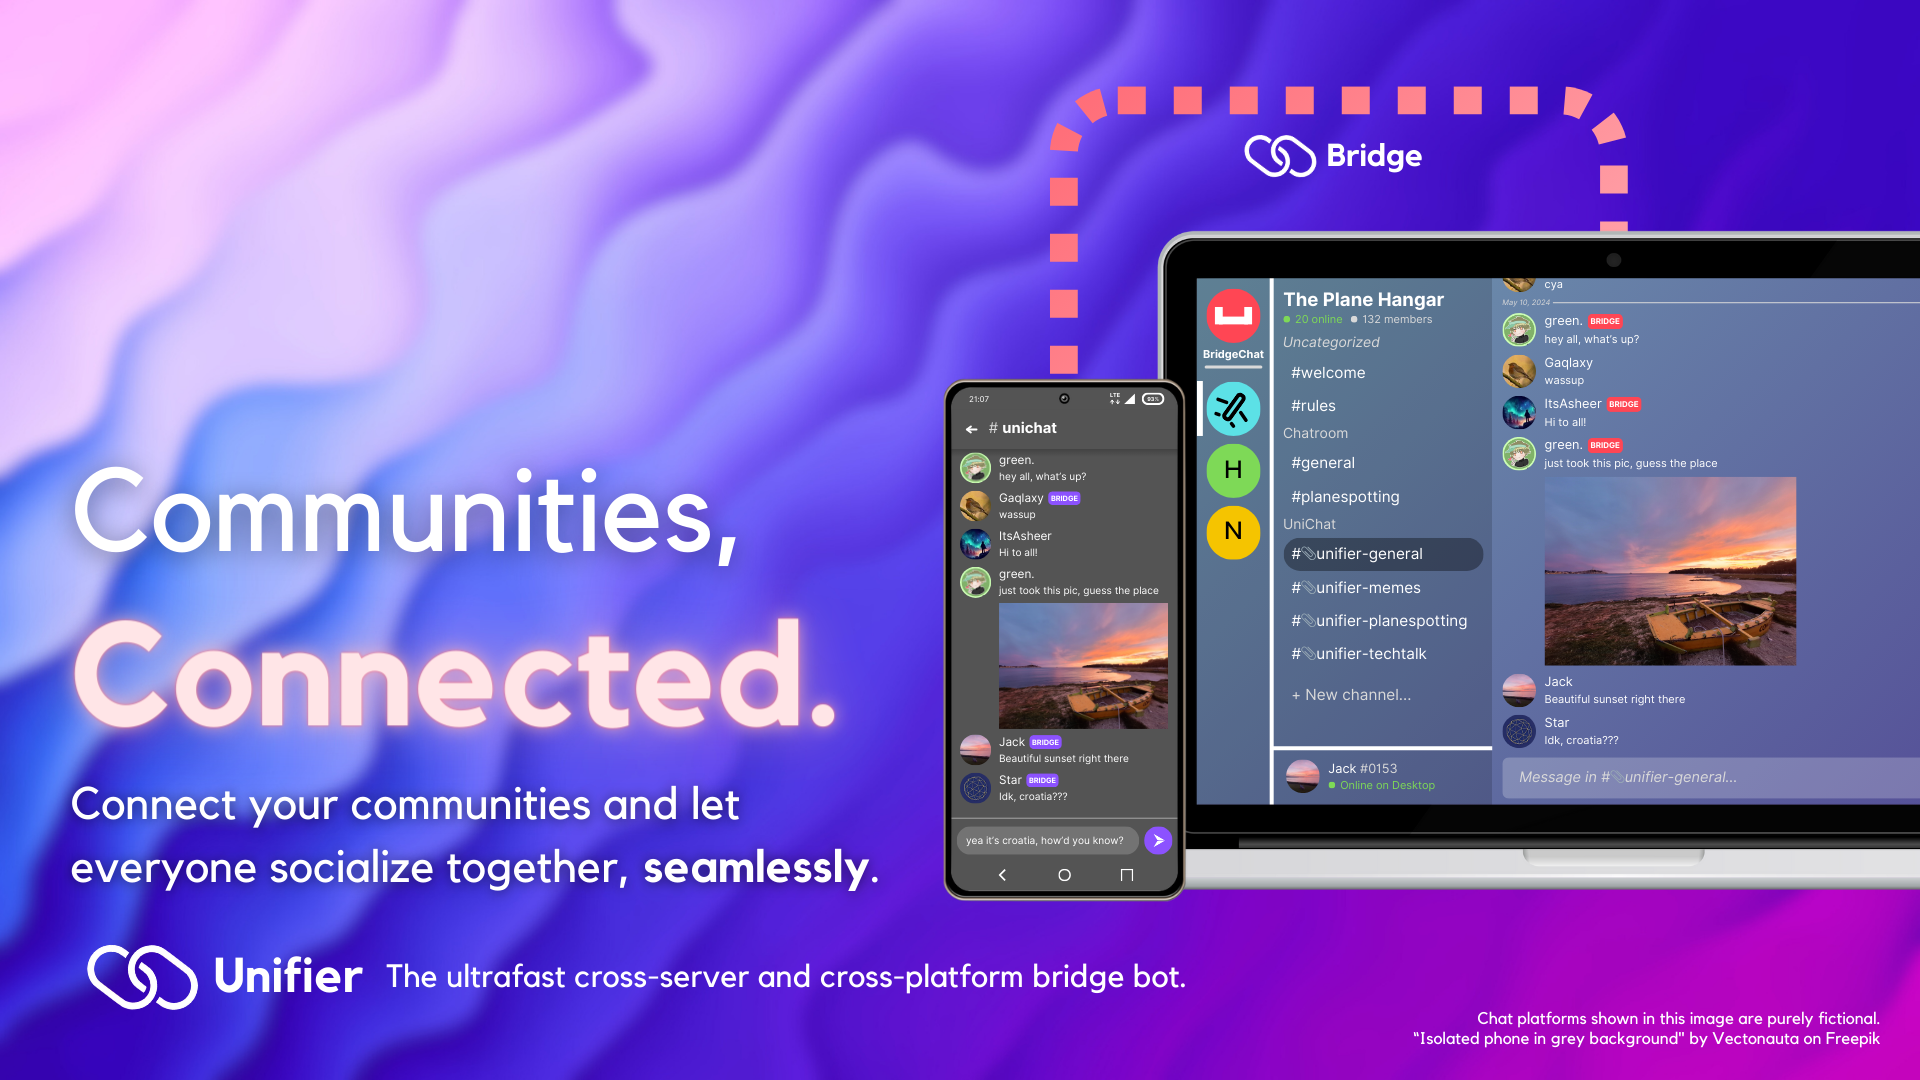 Communities,
Connected.
Connect your communities and let
everyone socialize together, seamlessly.
Unifier The ultrafast cross-server and cross-platform bridge bot.
Bridge
21:07
LTE
93%
# unichat
green.
hey all, what's up?
Gaqlaxy BRIDGE
wassup
ItsAsheer
Hi to all!
green.
just took this pic, guess the place
Jack BRIDGE
Beautiful sunset right there
Star BRIDGE
Idk, croatia???
yea it's croatia, how'd you know?
BridgeChat
H
N
The Plane Hangar
20 online 132 members
Uncategorized
#welcome
#rules
Chatroom
#general
#planespotting
UniChat
#📎unifier-general
#📎unifier-memes
#📎unifier-planespotting
#📎unifier-techtalk
+ New channel...
Jack #0153
Online on Desktop
cya
May 10, 2024
green. BRIDGE
hey all, what's up?
Gaqlaxy
wassup
ItsAsheer BRIDGE
Hi to all!
green. BRIDGE
just took this pic, guess the place
Jack
Beautiful sunset right there
Star
Idk, croatia???
Message in #📎unifier-general...
Chat platforms shown in this image are purely fictional.
"Isolated phone in grey background" by Vectonauta on Freepik